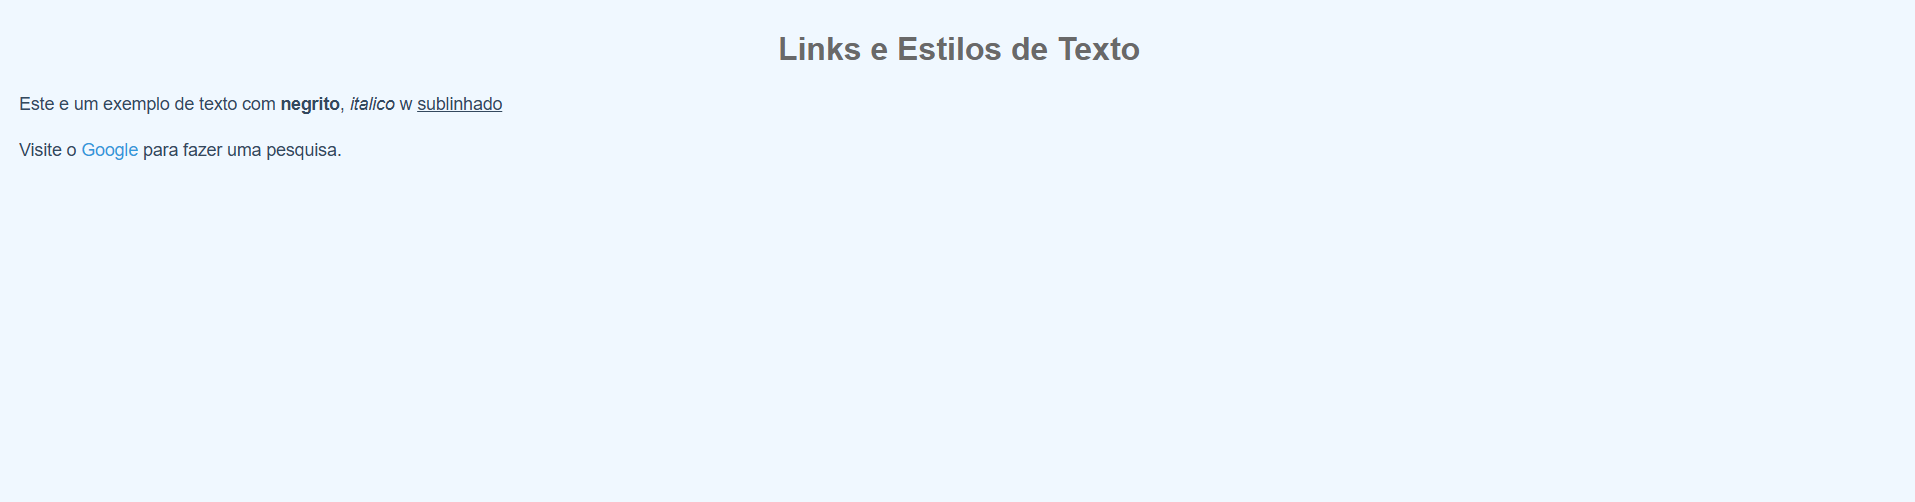 Links e Estilos de Texto
Este e um exemplo de texto com negrito, italico w sublinhado
Visite o Google para fazer uma pesquisa.